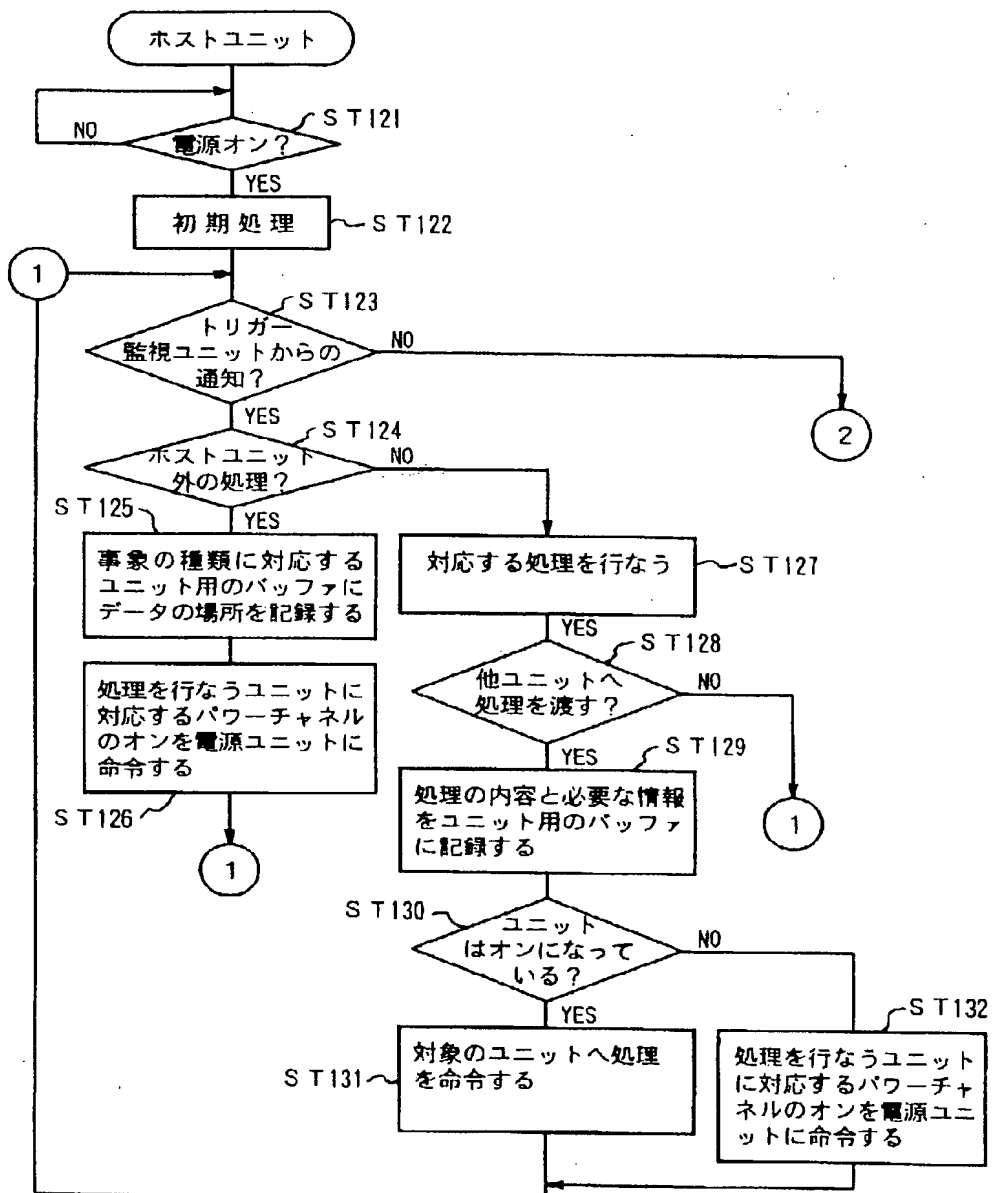 ホストユニット
ST121
NO
電源オン?
YES
初期処理
ST122
1
ST123
トリガー
監視ユニットからの
通知?
NO
YES
2
ST124
ホストユニット
外の処理?
NO
ST125
YES
事象の種類に対応する
ユニット用のバッファに
データの場所を記録する
対応する処理を行なう
ST127
YES
処理を行なうユニットに
対応するパワーチャネル
のオンを電源ユニットに
命令する
ST126
1
ST128
他ユニットへ
処理を渡す?
NO
YES
ST129
処理の内容と必要な情報
をユニット用のバッファ
に記録する
1
ST130
ユニット
はオンになって
いる?
NO
YES
ST132
対象のユニットへ処理
を命令する
ST131
処理を行なうユニット
に対応するパワーチャ
ネルのオンを電源ユニ
ットに命令する